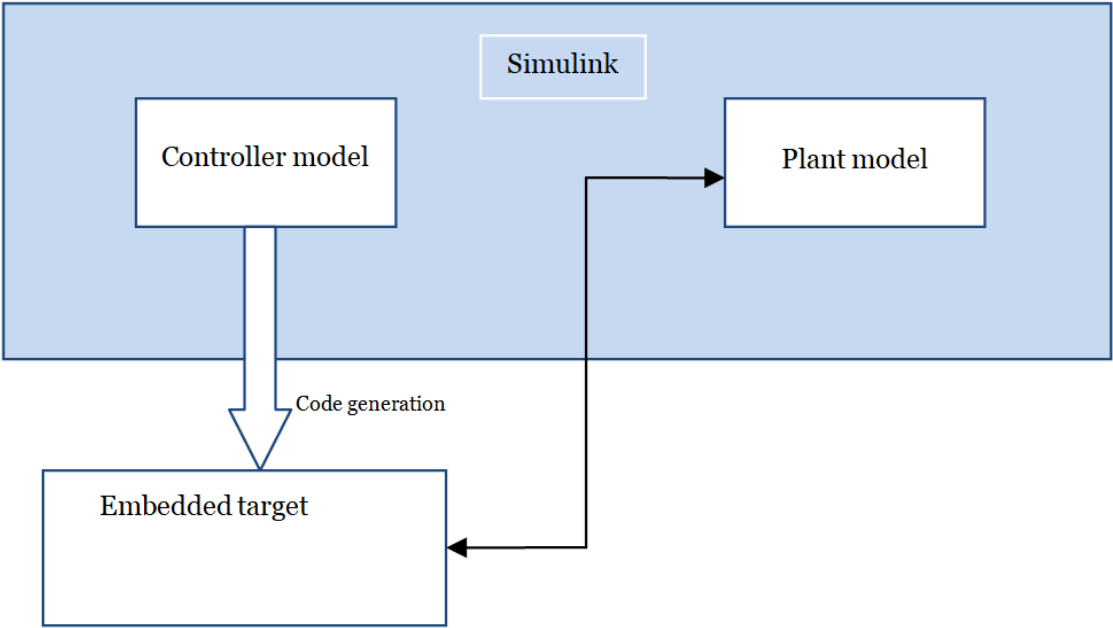 Simulink
Controller model
Plant model
Code generation
Embedded target